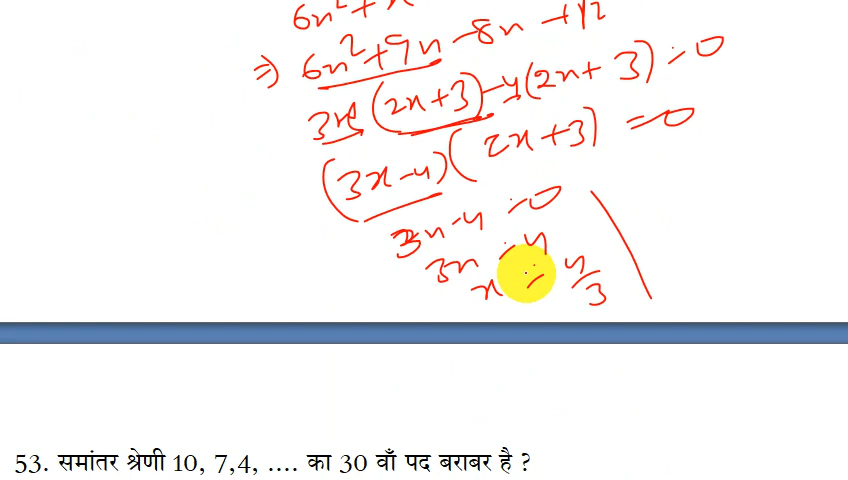 6x²+x
⇒ 6x²+9x-8x+12
3x(2x+3)-4(2x+3)=0
(3x-4)(2x+3)=0
3x-4=0
3x=4
x=4/3
53. समांतर श्रेणी 10, 7,4, .... का 30 वाँ पद बराबर है ?